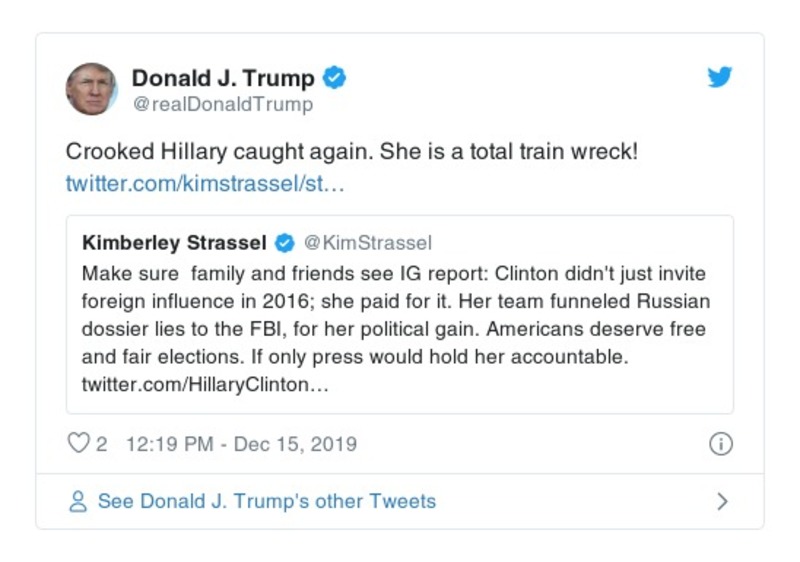 Donald J. Trump
@realDonaldTrump
Crooked Hillary caught again. She is a total train wreck!
twitter.com/kimstrassel/st…
Kimberley Strassel @KimStrassel
Make sure  family and friends see IG report: Clinton didn't just invite
foreign influence in 2016; she paid for it. Her team funneled Russian
dossier lies to the FBI, for her political gain. Americans deserve free
and fair elections. If only press would hold her accountable.
twitter.com/HillaryClinton…
2 12:19 PM - Dec 15, 2019
See Donald J. Trump's other Tweets